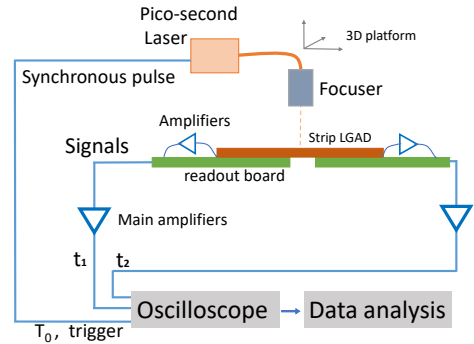 Pico-second
Laser
3D platform
Synchronous pulse
Focuser
Amplifiers
Strip LGAD
Signals
readout board
Main amplifiers
t₁
t₂
Oscilloscope
Data analysis
T₀, trigger